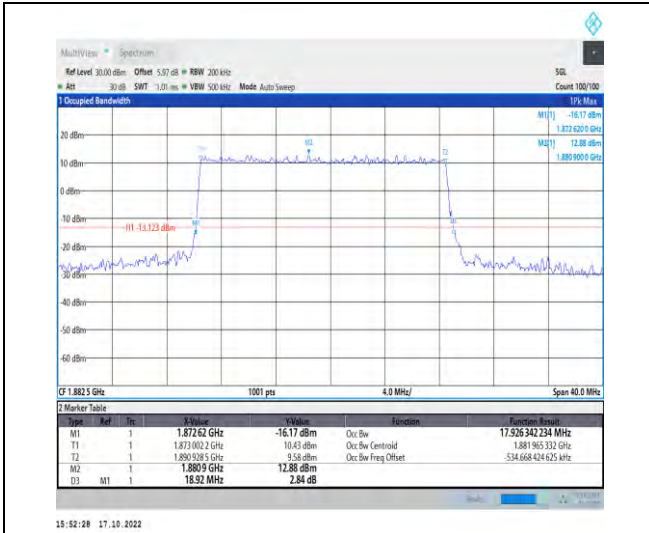 MultiView Spectrum
Ref Level 30.00 dBm Offset 5.97 dB RBW 200 kHz SGL
Att 30 dB SWT 1.01 ms VBW 500 kHz Mode Auto Sweep Count 100/100
1 Occupied Bandwidth 1Pk Max
M1[1] -16.17 dBm
1.872 620 0 GHz
20 dBm M2[1] 12.88 dBm
1.880 900 0 GHz
M2
T2
10 dBm
0 dBm
-10 dBm
H1 -13.123 dBm
-20 dBm
-30 dBm
-40 dBm
-50 dBm
-60 dBm
CF 1.882 5 GHz 1001 pts 4.0 MHz/ Span 40.0 MHz
2 Marker Table
Type Ref Trc X-Value Y-Value Function Function Result
M1 1 1.872 62 GHz -16.17 dBm Occ Bw 17.926 342 234 MHz
T1 1 1.873 002 2 GHz 10.43 dBm Occ Bw Centroid 1.881 965 332 GHz
T2 1 1.890 928 5 GHz 9.58 dBm Occ Bw Freq Offset -534.668 424 625 kHz
M2 1 1.880 9 GHz 12.88 dBm
D3 M1 1 18.92 MHz 2.84 dB
15:52:28 17.10.2022